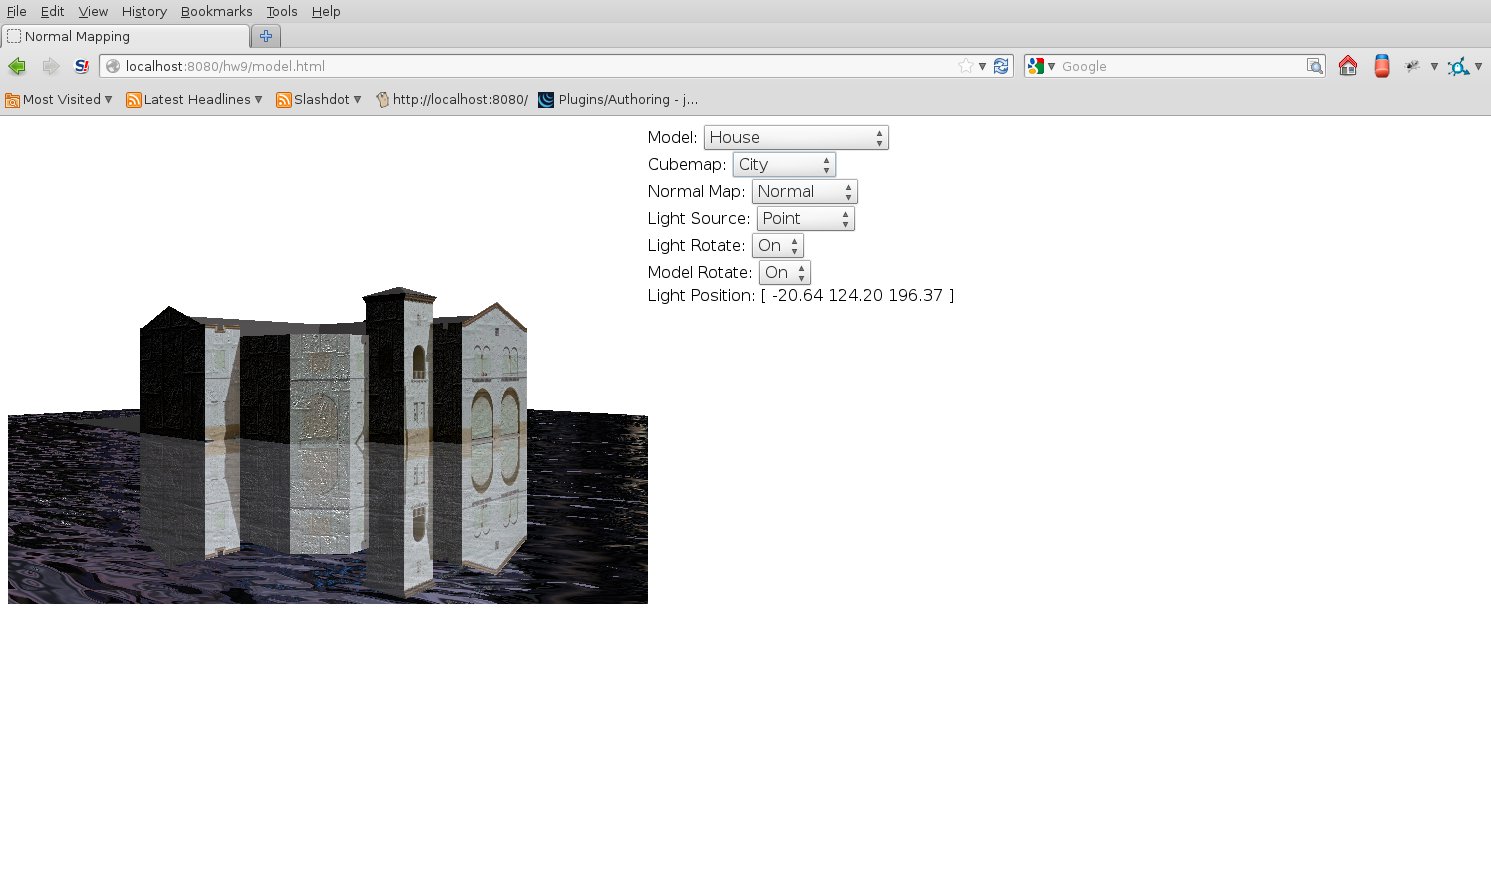 File Edit View History Bookmarks Tools Help
Normal Mapping
S! localhost:8080/hw9/model.html Google
Most Visited Latest Headlines Slashdot http://localhost:8080/ Plugins/Authoring - j...
Model: House
Cubemap: City
Normal Map: Normal
Light Source: Point
Light Rotate: On
Model Rotate: On
Light Position: [ -20.64 124.20 196.37 ]